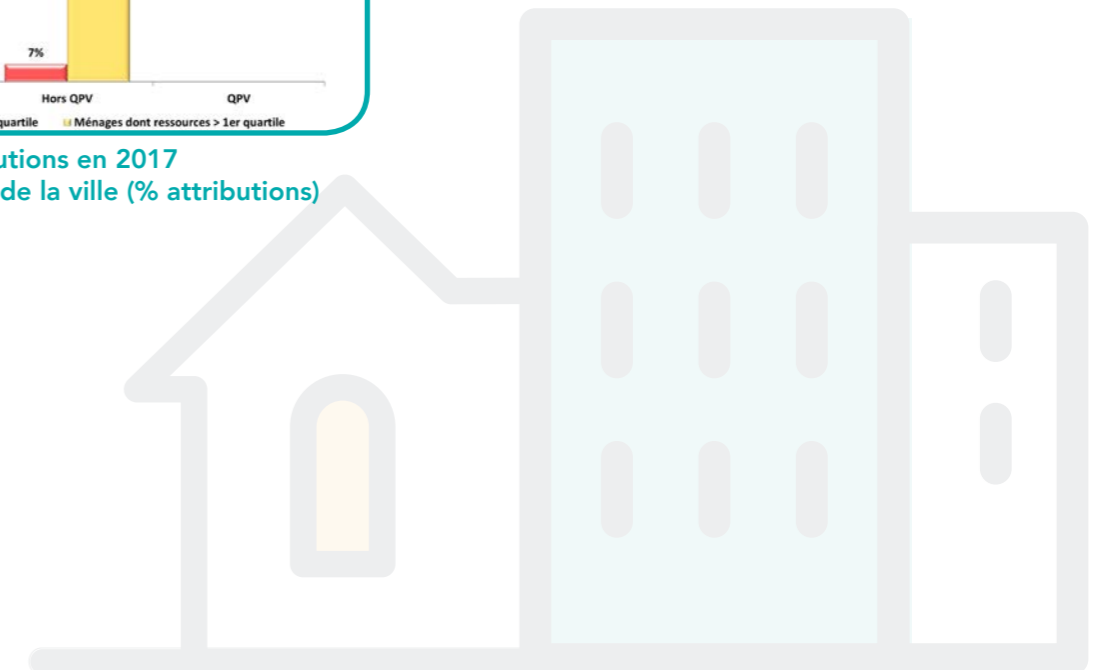 7%
Hors QPV QPV
quartile Ménages dont ressources > 1er quartile
utions en 2017
de la ville (% attributions)